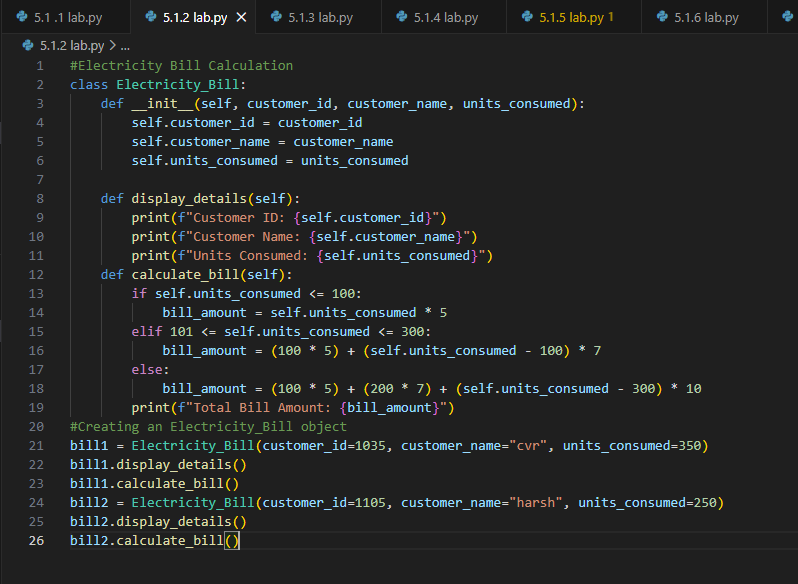 5.1 .1 lab.py
5.1.2 lab.py
5.1.3 lab.py
5.1.4 lab.py
5.1.5 lab.py 1
5.1.6 lab.py
5.1.2 lab.py > ...
1 #Electricity Bill Calculation
2 class Electricity_Bill:
3     def __init__(self, customer_id, customer_name, units_consumed):
4         self.customer_id = customer_id
5         self.customer_name = customer_name
6         self.units_consumed = units_consumed
7
8     def display_details(self):
9         print(f"Customer ID: {self.customer_id}")
10         print(f"Customer Name: {self.customer_name}")
11         print(f"Units Consumed: {self.units_consumed}")
12     def calculate_bill(self):
13         if self.units_consumed <= 100:
14             bill_amount = self.units_consumed * 5
15         elif 101 <= self.units_consumed <= 300:
16             bill_amount = (100 * 5) + (self.units_consumed - 100) * 7
17         else:
18             bill_amount = (100 * 5) + (200 * 7) + (self.units_consumed - 300) * 10
19         print(f"Total Bill Amount: {bill_amount}")
20 #Creating an Electricity_Bill object
21 bill1 = Electricity_Bill(customer_id=1035, customer_name="cvr", units_consumed=350)
22 bill1.display_details()
23 bill1.calculate_bill()
24 bill2 = Electricity_Bill(customer_id=1105, customer_name="harsh", units_consumed=250)
25 bill2.display_details()
26 bill2.calculate_bill()